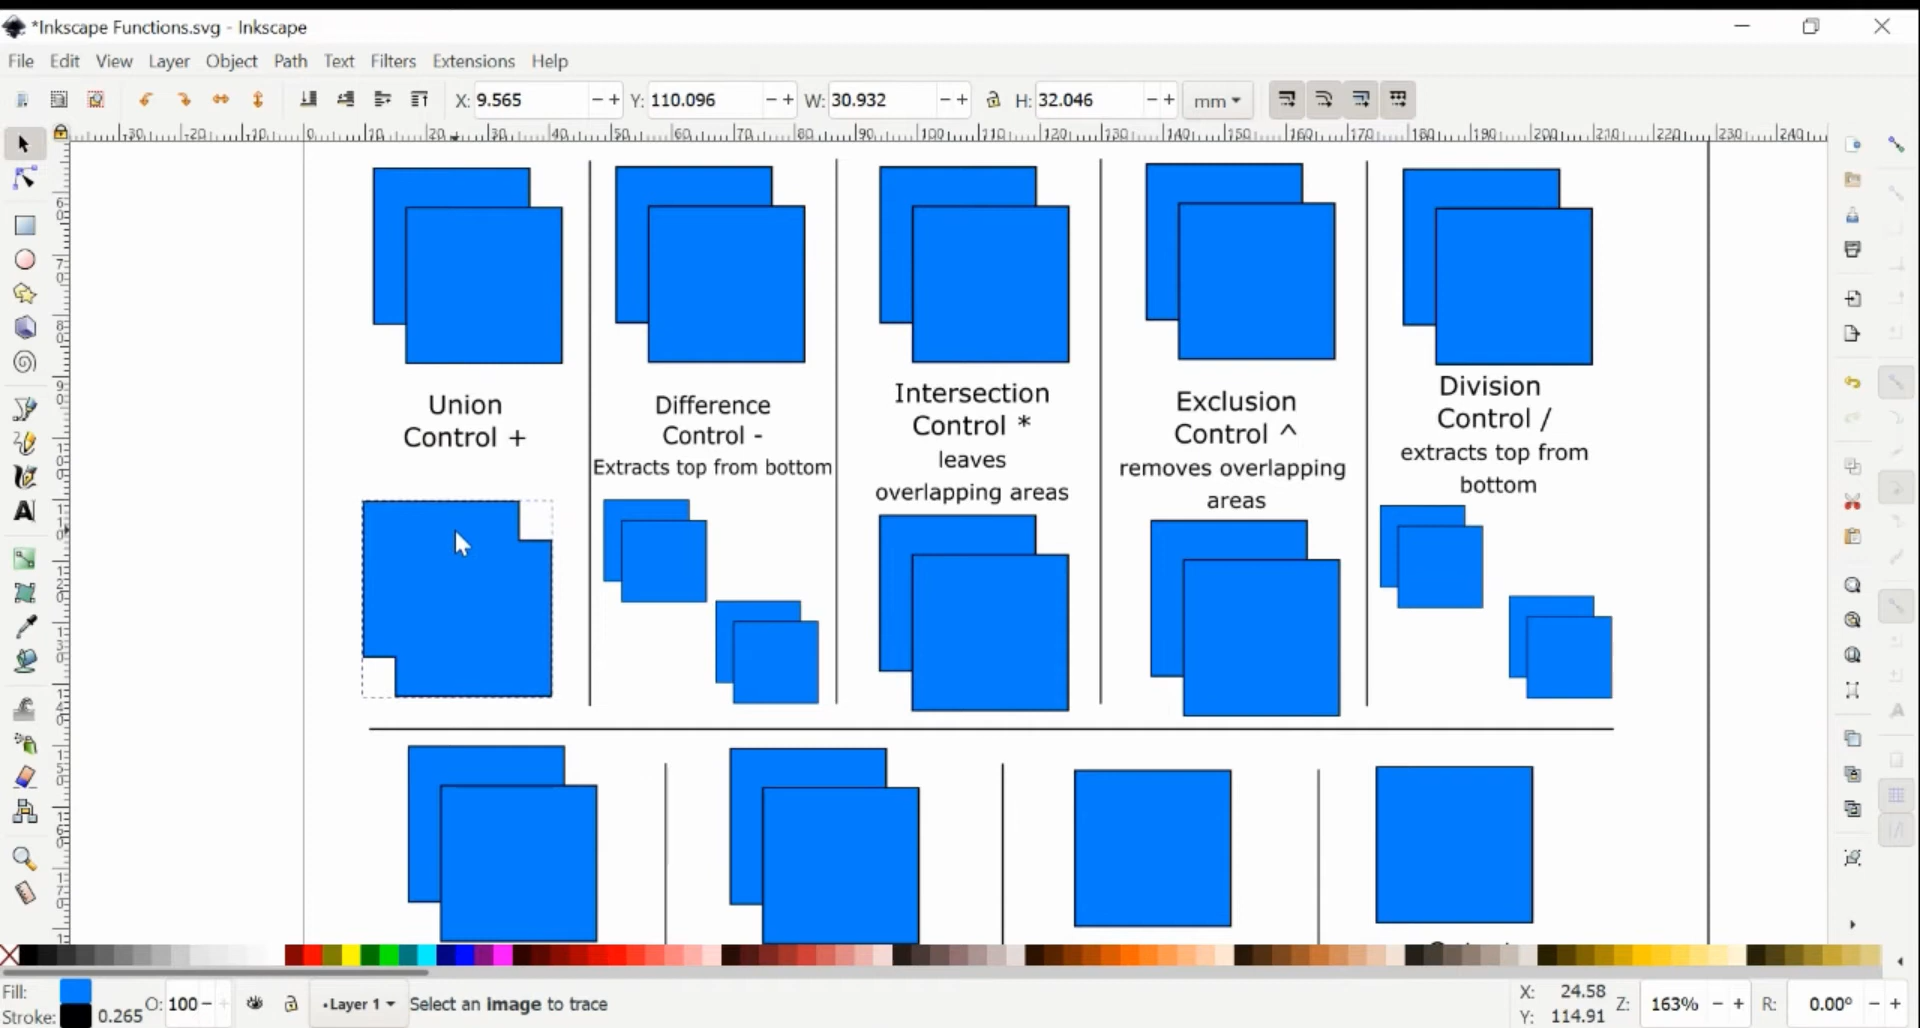 *Inkscape Functions.svg - Inkscape
File Edit View Layer Object Path Text Filters Extensions Help
X: 9.565 - + Y: 110.096 - + W: 30.932 - + H: 32.046 - + mm
Union
Control +
Difference
Control -
Extracts top from bottom
Intersection
Control *
leaves
overlapping areas
Exclusion
Control ^
removes overlapping
areas
Division
Control /
extracts top from
bottom
Fill:
Stroke: 0.265 O: 100 - + •Layer 1 Select an image to trace
X: 24.58
Y: 114.91
Z: 163% - + R: 0.00° - +